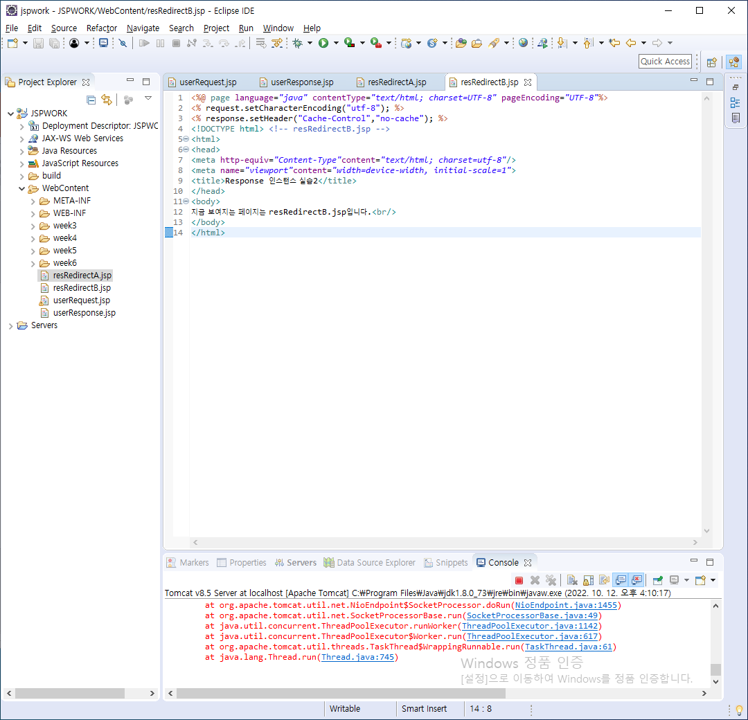 jspwork - JSPWORK/WebContent/resRedirectB.jsp - Eclipse IDE
File Edit Source Refactor Navigate Search Project Run Window Help
Quick Access
Project Explorer
JSPWORK
Deployment Descriptor: JSPWO
JAX-WS Web Services
Java Resources
JavaScript Resources
build
WebContent
META-INF
WEB-INF
week3
week4
week5
week6
resRedirectA.jsp
resRedirectB.jsp
userRequest.jsp
userResponse.jsp
Servers
userRequest.jsp userResponse.jsp resRedirectA.jsp resRedirectB.jsp
1 <%@ page language="java" contentType="text/html; charset=UTF-8" pageEncoding="UTF-8"%>
2 <% request.setCharacterEncoding("utf-8"); %>
3 <% response.setHeader("Cache-Control","no-cache"); %>
4 <!DOCTYPE html> <!-- resRedirectB.jsp -->
5 <html>
6 <head>
7 <meta http-equiv="Content-Type"content="text/html; charset=utf-8"/>
8 <meta name="viewport"content="width=device-width, initial-scale=1">
9 <title>Response 인스턴스 실습2</title>
10 </head>
11 <body>
12 지금 보여지는 페이지는 resRedirectB.jsp입니다.<br/>
13 </body>
14 </html>
Markers Properties Servers Data Source Explorer Snippets Console
Tomcat v8.5 Server at localhost [Apache Tomcat] C:₩Program Files₩Java₩jdk1.8.0_73₩jre₩bin₩javaw.exe (2022. 10. 12. 오후 4:10:17)
at org.apache.tomcat.util.net.NioEndpoint$SocketProcessor.doRun(NioEndpoint.java:1455)
at org.apache.tomcat.util.net.SocketProcessorBase.run(SocketProcessorBase.java:49)
at java.util.concurrent.ThreadPoolExecutor.runWorker(ThreadPoolExecutor.java:1142)
at java.util.concurrent.ThreadPoolExecutor$Worker.run(ThreadPoolExecutor.java:617)
at org.apache.tomcat.util.threads.TaskThread$WrappingRunnable.run(TaskThread.java:61)
at java.lang.Thread.run(Thread.java:745)
Windows 정품 인증
[설정]으로 이동하여 Windows를 정품 인증합니다.
Writable Smart Insert 14 : 8